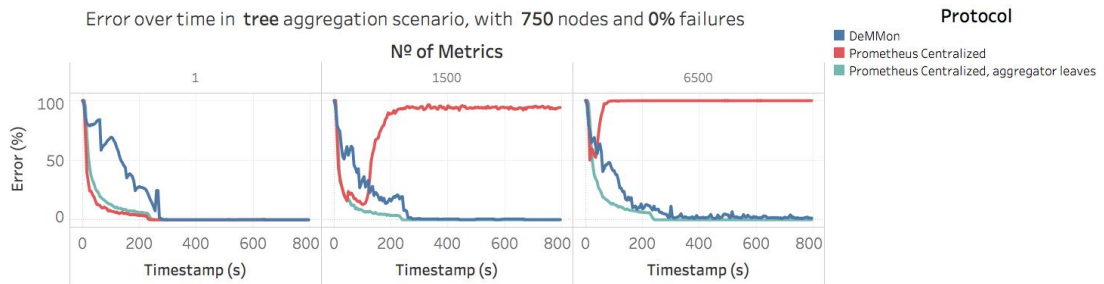 Error over time in tree aggregation scenario, with 750 nodes and 0% failures
Nº of Metrics
1 1500 6500
100
50
0
Error (%)
0 200 400 600 800 0 200 400 600 800 0 200 400 600 800
Timestamp (s) Timestamp (s) Timestamp (s)
Protocol
DeMMon
Prometheus Centralized
Prometheus Centralized, aggregator leaves